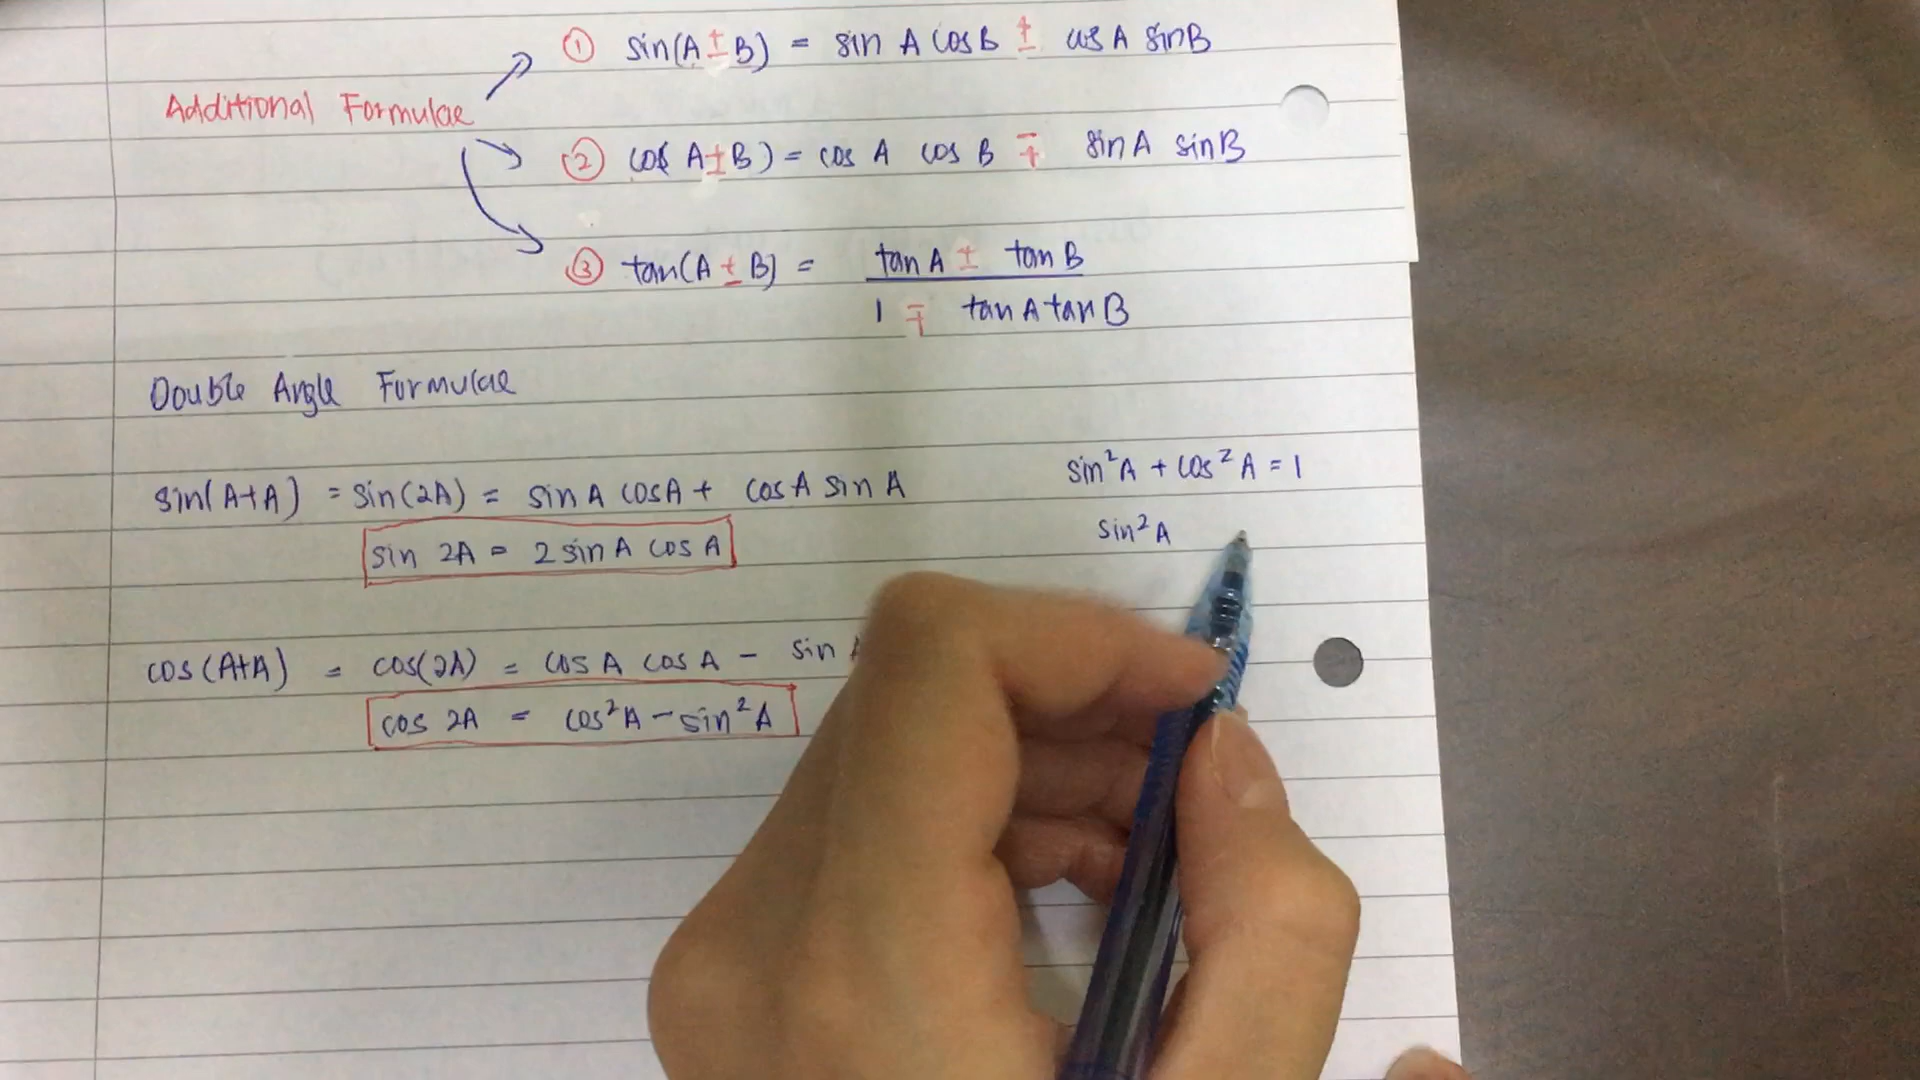 ① sin(A ± B) = sin A cos B ± cos A sin B
Additional Formulae
② cos(A ± B) = cos A cos B ∓ sin A sin B
③ tan(A ± B) = tan A ± tan B
1 ∓ tan A tan B
Double Angle Formulae
sin²A + cos²A = 1
sin(A+A) = sin(2A) = sin A cos A + cos A sin A
sin²A
sin 2A = 2 sin A cos A
cos(A+A) = cos(2A) = cos A cos A − sin
cos 2A = cos²A − sin²A